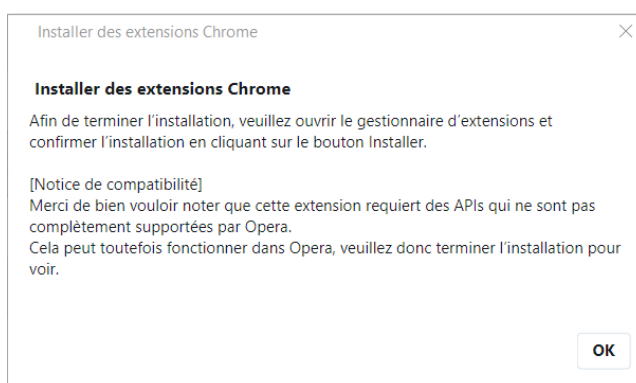 Installer des extensions Chrome
Installer des extensions Chrome
Afin de terminer l'installation, veuillez ouvrir le gestionnaire d'extensions et
confirmer l'installation en cliquant sur le bouton Installer.
[Notice de compatibilité]
Merci de bien vouloir noter que cette extension requiert des APIs qui ne sont pas
complètement supportées par Opera.
Cela peut toutefois fonctionner dans Opera, veuillez donc terminer l'installation pour
voir.
OK